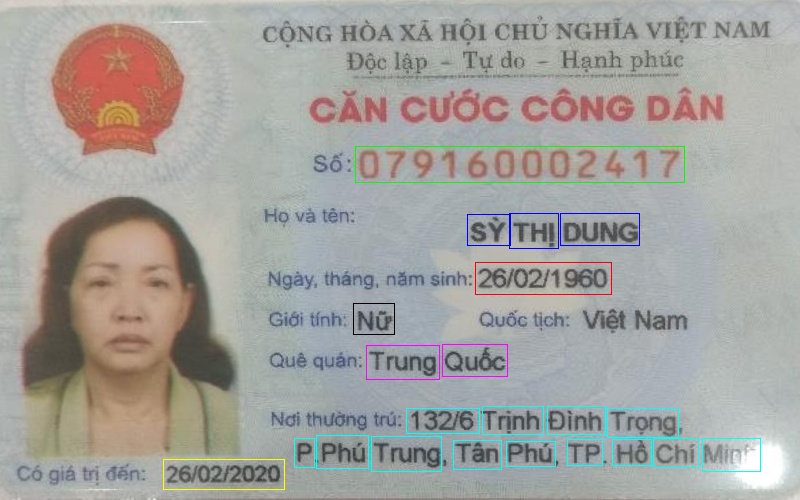 CỘNG HÒA XÃ HỘI CHỦ NGHĨA VIỆT NAM
Độc lập - Tự do - Hạnh phúc
CĂN CƯỚC CÔNG DÂN
Số: 079160002417
Họ và tên:
SỲ THỊ DUNG
Ngày, tháng, năm sinh: 26/02/1960
Giới tính: Nữ Quốc tịch: Việt Nam
Quê quán: Trung Quốc
Nơi thường trú: 132/6 Trịnh Đình Trọng,
P.Phú Trung, Tân Phú, TP. Hồ Chí Minh
Có giá trị đến: 26/02/2020